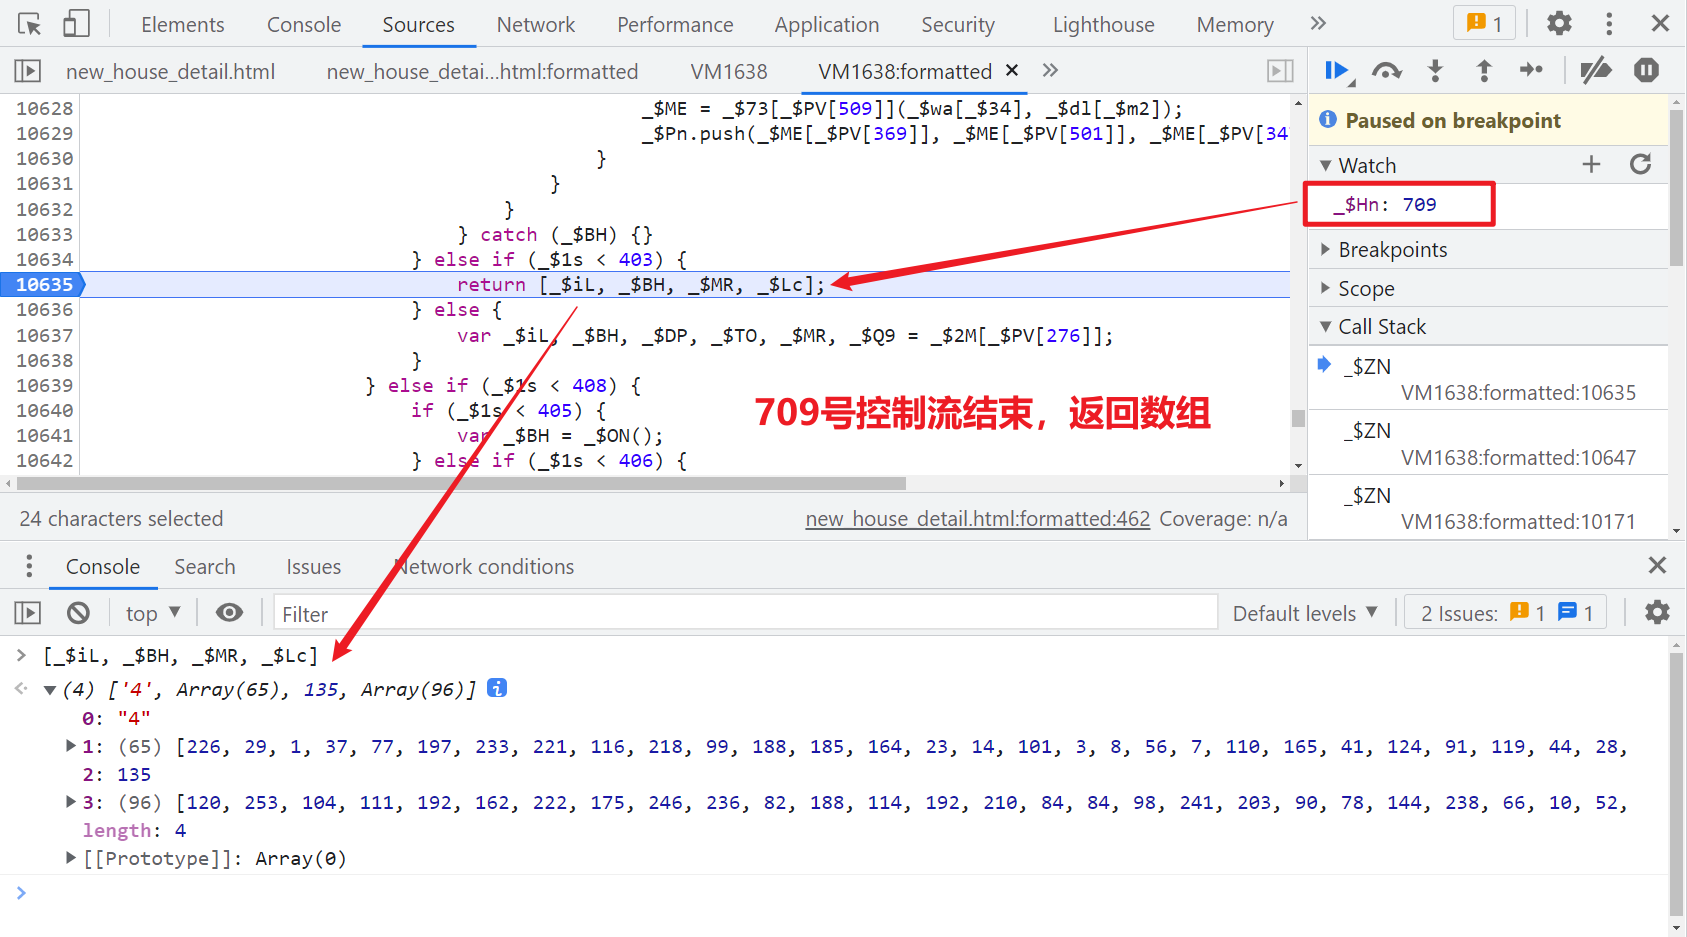 Elements Console Sources Network Performance Application Security Lighthouse Memory 1
new_house_detail.html new_house_detai...html:formatted VM1638 VM1638:formatted
10628 _$ME = _$73[_$PV[509]](_$wa[_$34], _$dl[_$m2]);
10629 _$Pn.push(_$ME[_$PV[369]], _$ME[_$PV[501]], _$ME[_$PV[34
10630 }
10631 }
10632 }
10633 } catch (_$BH) {}
10634 } else if (_$1s < 403) {
10635 return [_$iL, _$BH, _$MR, _$Lc];
10636 } else {
10637 var _$iL, _$BH, _$DP, _$TO, _$MR, _$Q9 = _$2M[_$PV[276]];
10638 }
10639 } else if (_$1s < 408) {
10640 if (_$1s < 405) {
10641 var _$BH = _$ON();
10642 } else if (_$1s < 406) {
709号控制流结束，返回数组
24 characters selected
new_house_detail.html:formatted:462 Coverage: n/a
Paused on breakpoint
Watch
_$Hn: 709
Breakpoints
Scope
Call Stack
_$ZN
VM1638:formatted:10635
_$ZN
VM1638:formatted:10647
_$ZN
VM1638:formatted:10171
Console Search Issues Network conditions
top Filter Default levels 2 Issues: 1 1
> [_$iL, _$BH, _$MR, _$Lc]
(4) ['4', Array(65), 135, Array(96)]
0: "4"
1: (65) [226, 29, 1, 37, 77, 197, 233, 221, 116, 218, 99, 188, 185, 164, 23, 14, 101, 3, 8, 56, 7, 110, 165, 41, 124, 91, 119, 44, 28,
2: 135
3: (96) [120, 253, 104, 111, 192, 162, 222, 175, 246, 236, 82, 188, 114, 192, 210, 84, 84, 98, 241, 203, 90, 78, 144, 238, 66, 10, 52,
length: 4
[[Prototype]]: Array(0)
>